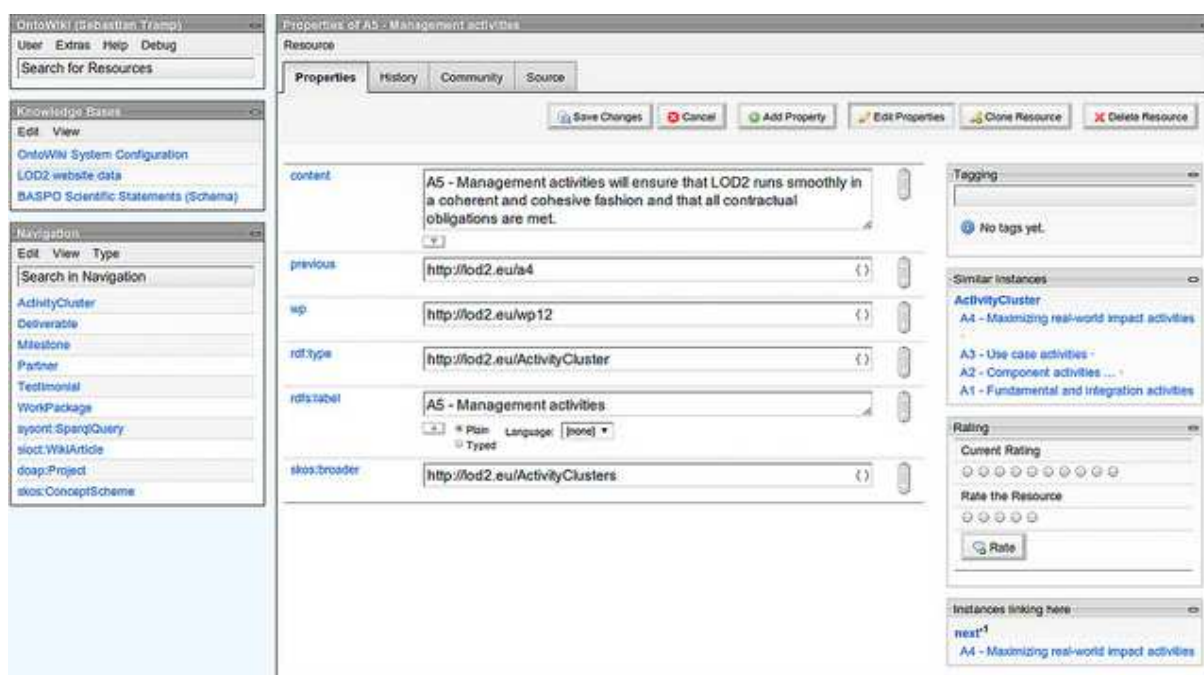 OntoWiki (Sebastian Tramp)
User Extras Help Debug
Search for Resources
Knowledge Bases
Edit View
OntoWiki System Configuration
LOD2 website data
BASPO Scientific Statements (Schema)
Navigation
Edit View Type
Search in Navigation
ActivityCluster
Deliverable
Milestone
Partner
Testimonial
WorkPackage
sysont:SparqlQuery
sioct:WikiArticle
doap:Project
skos:ConceptScheme
Properties of A5 - Management activities
Resource
Properties History Community Source
Save Changes Cancel Add Property Edit Properties Clone Resource Delete Resource
content
A5 - Management activities will ensure that LOD2 runs smoothly in
a coherent and cohesive fashion and that all contractual
obligations are met.
previous
http://lod2.eu/a4
wp
http://lod2.eu/wp12
rdf:type
http://lod2.eu/ActivityCluster
rdfs:label
A5 - Management activities
Plain Language: [none]
Typed
skos:broader
http://lod2.eu/ActivityClusters
Tagging
No tags yet.
Similar Instances
ActivityCluster
A4 - Maximizing real-world impact activities
A3 - Use case activities ·
A2 - Component activities ... ·
A1 - Fundamental and integration activities
Rating
Current Rating
Rate the Resource
Rate
Instances linking here
next-1
A4 - Maximizing real-world impact activities